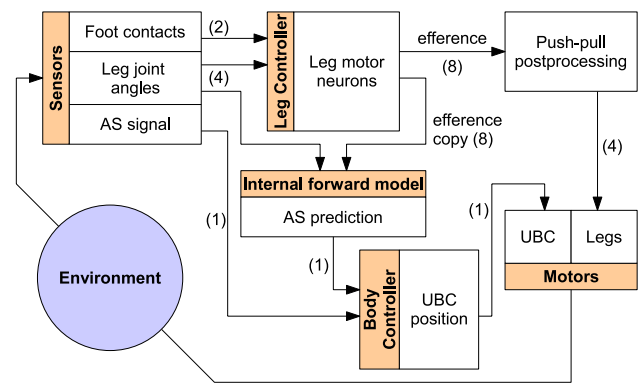 Sensors
Foot contacts
Leg joint
angles
AS signal
(2)
(4)
Leg Controller
Leg motor
neurons
efference
(8)
Push-pull
postprocessing
efference
copy (8)
(4)
Internal forward model
AS prediction
(1)
(1)
(1)
Environment
Body
Controller
UBC
position
UBC
Legs
Motors